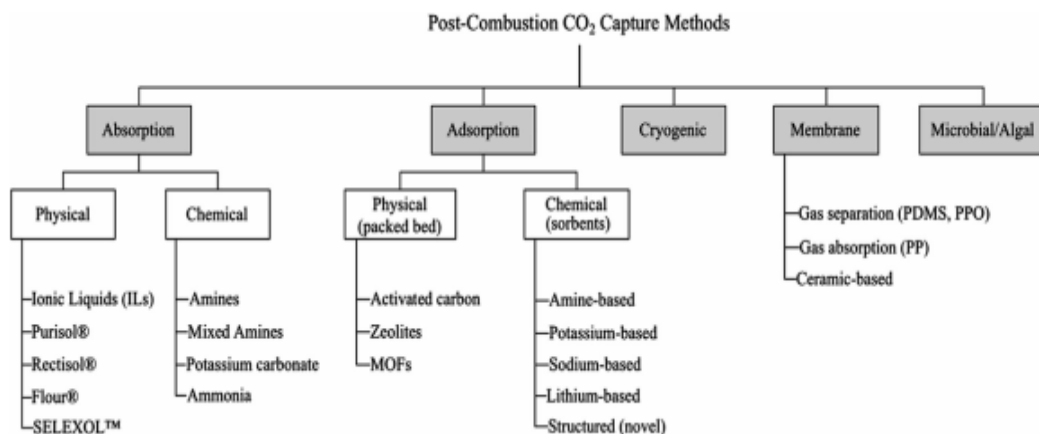 Post-Combustion CO₂ Capture Methods
Absorption
Adsorption
Cryogenic
Membrane
Microbial/Algal
Physical
Chemical
Physical
(packed bed)
Chemical
(sorbents)
Ionic Liquids (ILs)
Purisol®
Rectisol®
Flour®
SELEXOL™
Amines
Mixed Amines
Potassium carbonate
Ammonia
Activated carbon
Zeolites
MOFs
Amine-based
Potassium-based
Sodium-based
Lithium-based
Structured (novel)
Gas separation (PDMS, PPO)
Gas absorption (PP)
Ceramic-based